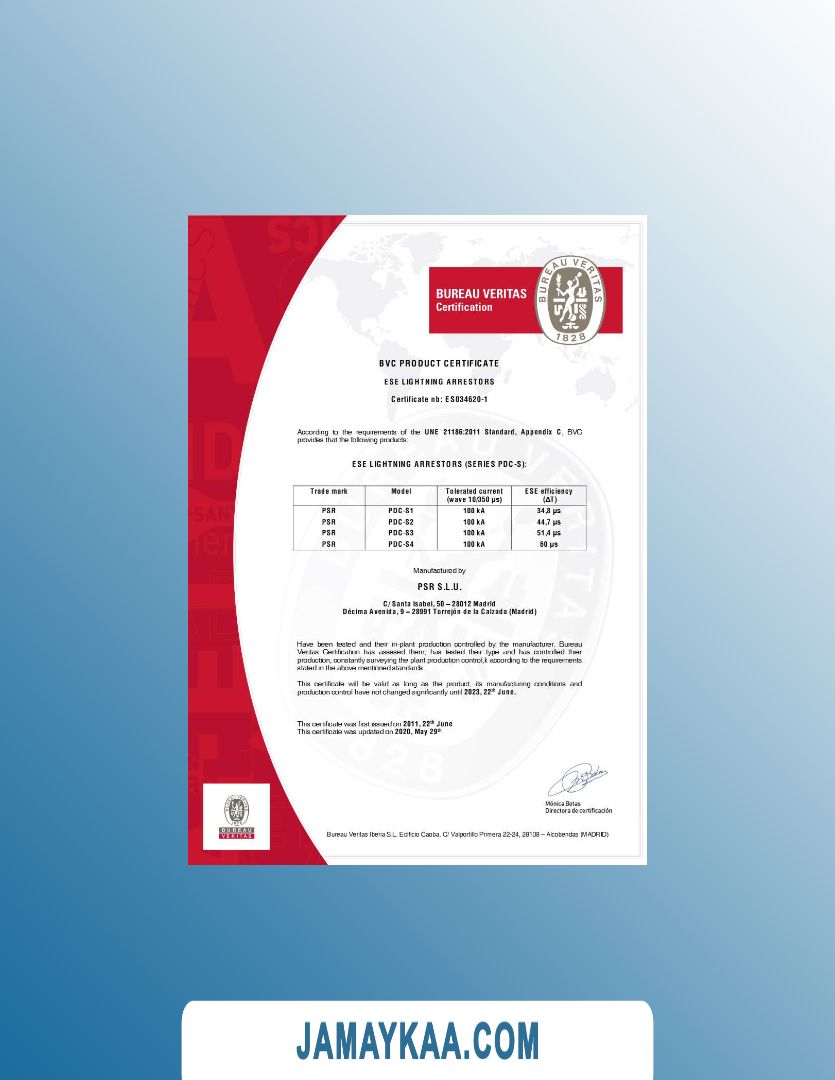 BUREAU VERITAS
Certification
BUREAU VERITAS
1828
BVC PRODUCT CERTIFICATE
ESE LIGHTNING ARRESTORS
Certificate nb: ES034620-1
According to the requirements of the UNE 21186:2011 Standard, Appendix C, BVC
provides that the following products:
ESE LIGHTNING ARRESTORS (SERIES PDC-S):
Trade mark Model Tolerated current (wave 10/350 µs) ESE efficiency (ΔT)
PSR PDC-S1 100 kA 34,8 µs
PSR PDC-S2 100 kA 44,7 µs
PSR PDC-S3 100 kA 51,4 µs
PSR PDC-S4 100 kA 60 µs
Manufactured by
PSR S.L.U.
C/ Santa Isabel, 50 – 28012 Madrid
Décima Avenida, 9 – 28991 Torrejón de la Calzada (Madrid)
Have been tested and their in-plant production controlled by the manufacturer. Bureau
Veritas Certification has assesed them, has tested their type and has controlled their
production, constantly surveying the plant production control,k according to the requirements
stated in the above mentioned standards.
This certificate will be valid as long as the product, its manufacturing conditions and
production control have not changed significantly until 2023, 22th June.
This certificate was first issued on 2011, 22th June
This certificate was updated on 2020, May 29th
Mónica Botas
Directora de certificación
BUREAU
VERITAS
Bureau Veritas Iberia S.L. Edificio Caoba. C/ Valportillo Primera 22-24, 28108 – Alcobendas (MADRID)
JAMAYKAA.COM